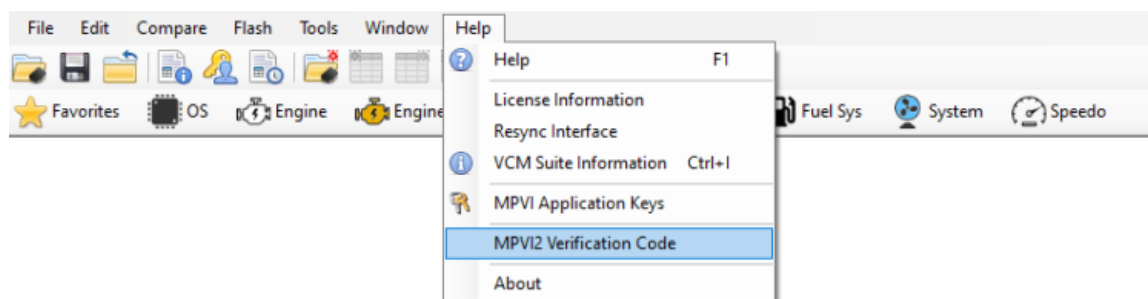 File Edit Compare Flash Tools Window Help
Help F1
Favorites OS Engine Engine Fuel Sys System Speedo
License Information
Resync Interface
VCM Suite Information Ctrl+I
MPVI Application Keys
MPVI2 Verification Code
About